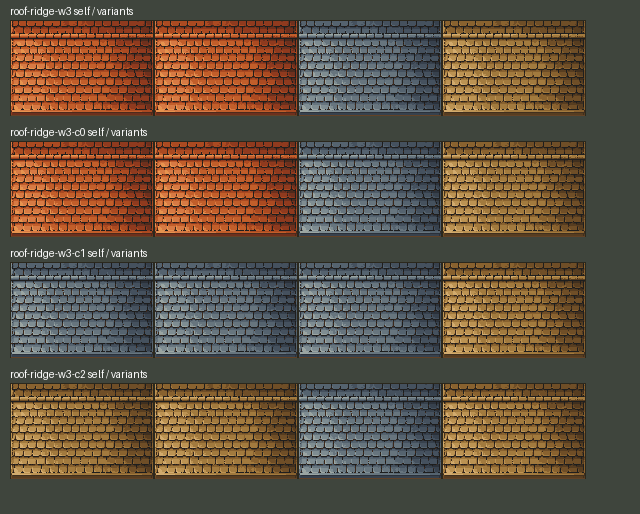 roof-ridge-w3 self / variants
roof-ridge-w3-c0 self / variants
roof-ridge-w3-c1 self / variants
roof-ridge-w3-c2 self / variants